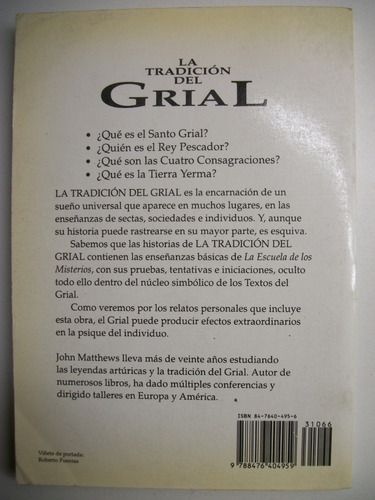 LA
TRADICIÓN
DEL
GRIAL
• ¿Qué es el Santo Grial?
• ¿Quién es el Rey Pescador?
• ¿Qué son las Cuatro Consagraciones?
• ¿Qué es la Tierra Yerma?
LA TRADICIÓN DEL GRIAL es la encarnación de un
sueño universal que aparece en muchos lugares, en las
enseñanzas de sectas, sociedades e individuos. Y, aunque
su historia puede rastrearse en su mayor parte, es esquiva.
Sabemos que las historias de LA TRADICIÓN DEL
GRIAL contienen las enseñanzas básicas de La Escuela de los
Misterios, con sus pruebas, tentativas e iniciaciones, oculto
todo ello dentro del núcleo simbólico de los Textos del
Grial.
Como veremos por los relatos personales que incluye
esta obra, el Grial puede producir efectos extraordinarios
en la psique del individuo.
John Matthews lleva más de veinte años estudiando
las leyendas artúricas y la tradición del Grial. Autor de
numerosos libros, ha dado múltiples conferencias y
dirigido talleres en Europa y América.
ISBN 84-7640-495-6
31066
9 788476 404959
Viñeta de portada:
Roberto Fuentes